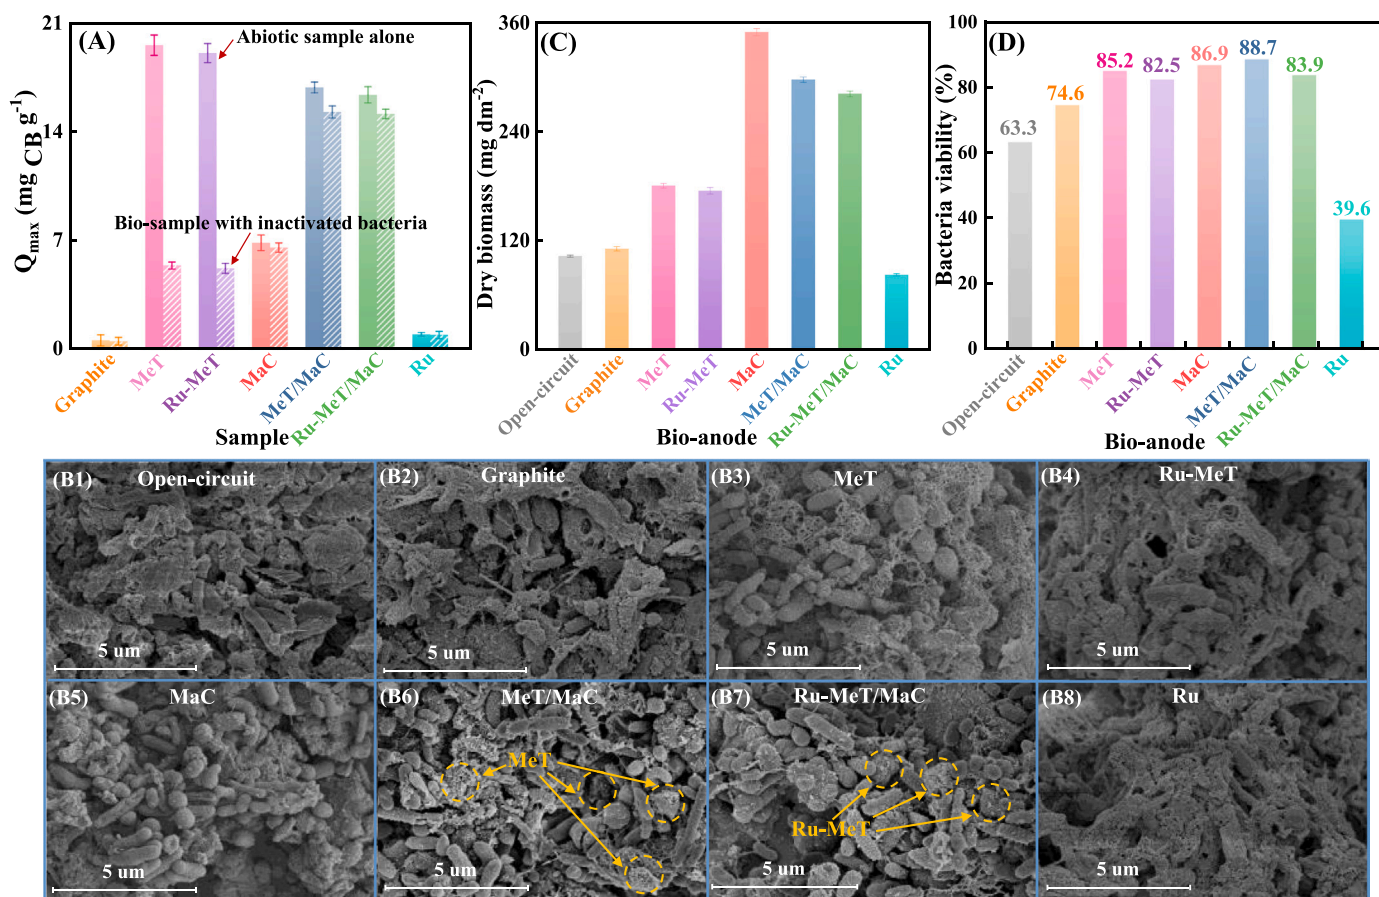 (A)
Q_max (mg CB g⁻¹)
21
14
7
0
Abiotic sample alone
Bio-sample with inactivated bacteria
Graphite
MeT
Ru-MeT
MaC
MeT/MaC
Ru-MeT/MaC
Ru
Sample
(C)
Dry biomass (mg dm⁻²)
360
240
120
0
Open-circuit
Graphite
MeT
Ru-MeT
MaC
MeT/MaC
Ru-MeT/MaC
Ru
Bio-anode
(D)
Bacteria viability (%)
100
80
60
40
20
0
63.3
74.6
85.2
82.5
86.9
88.7
83.9
39.6
Open-circuit
Graphite
MeT
Ru-MeT
MaC
MeT/MaC
Ru-MeT/MaC
Ru
Bio-anode
(B1) Open-circuit
5 um
(B2) Graphite
5 um
(B3) MeT
5 um
(B4) Ru-MeT
5 um
(B5) MaC
5 um
(B6) MeT/MaC
MeT
5 um
(B7) Ru-MeT/MaC
Ru-MeT
5 um
(B8) Ru
5 um